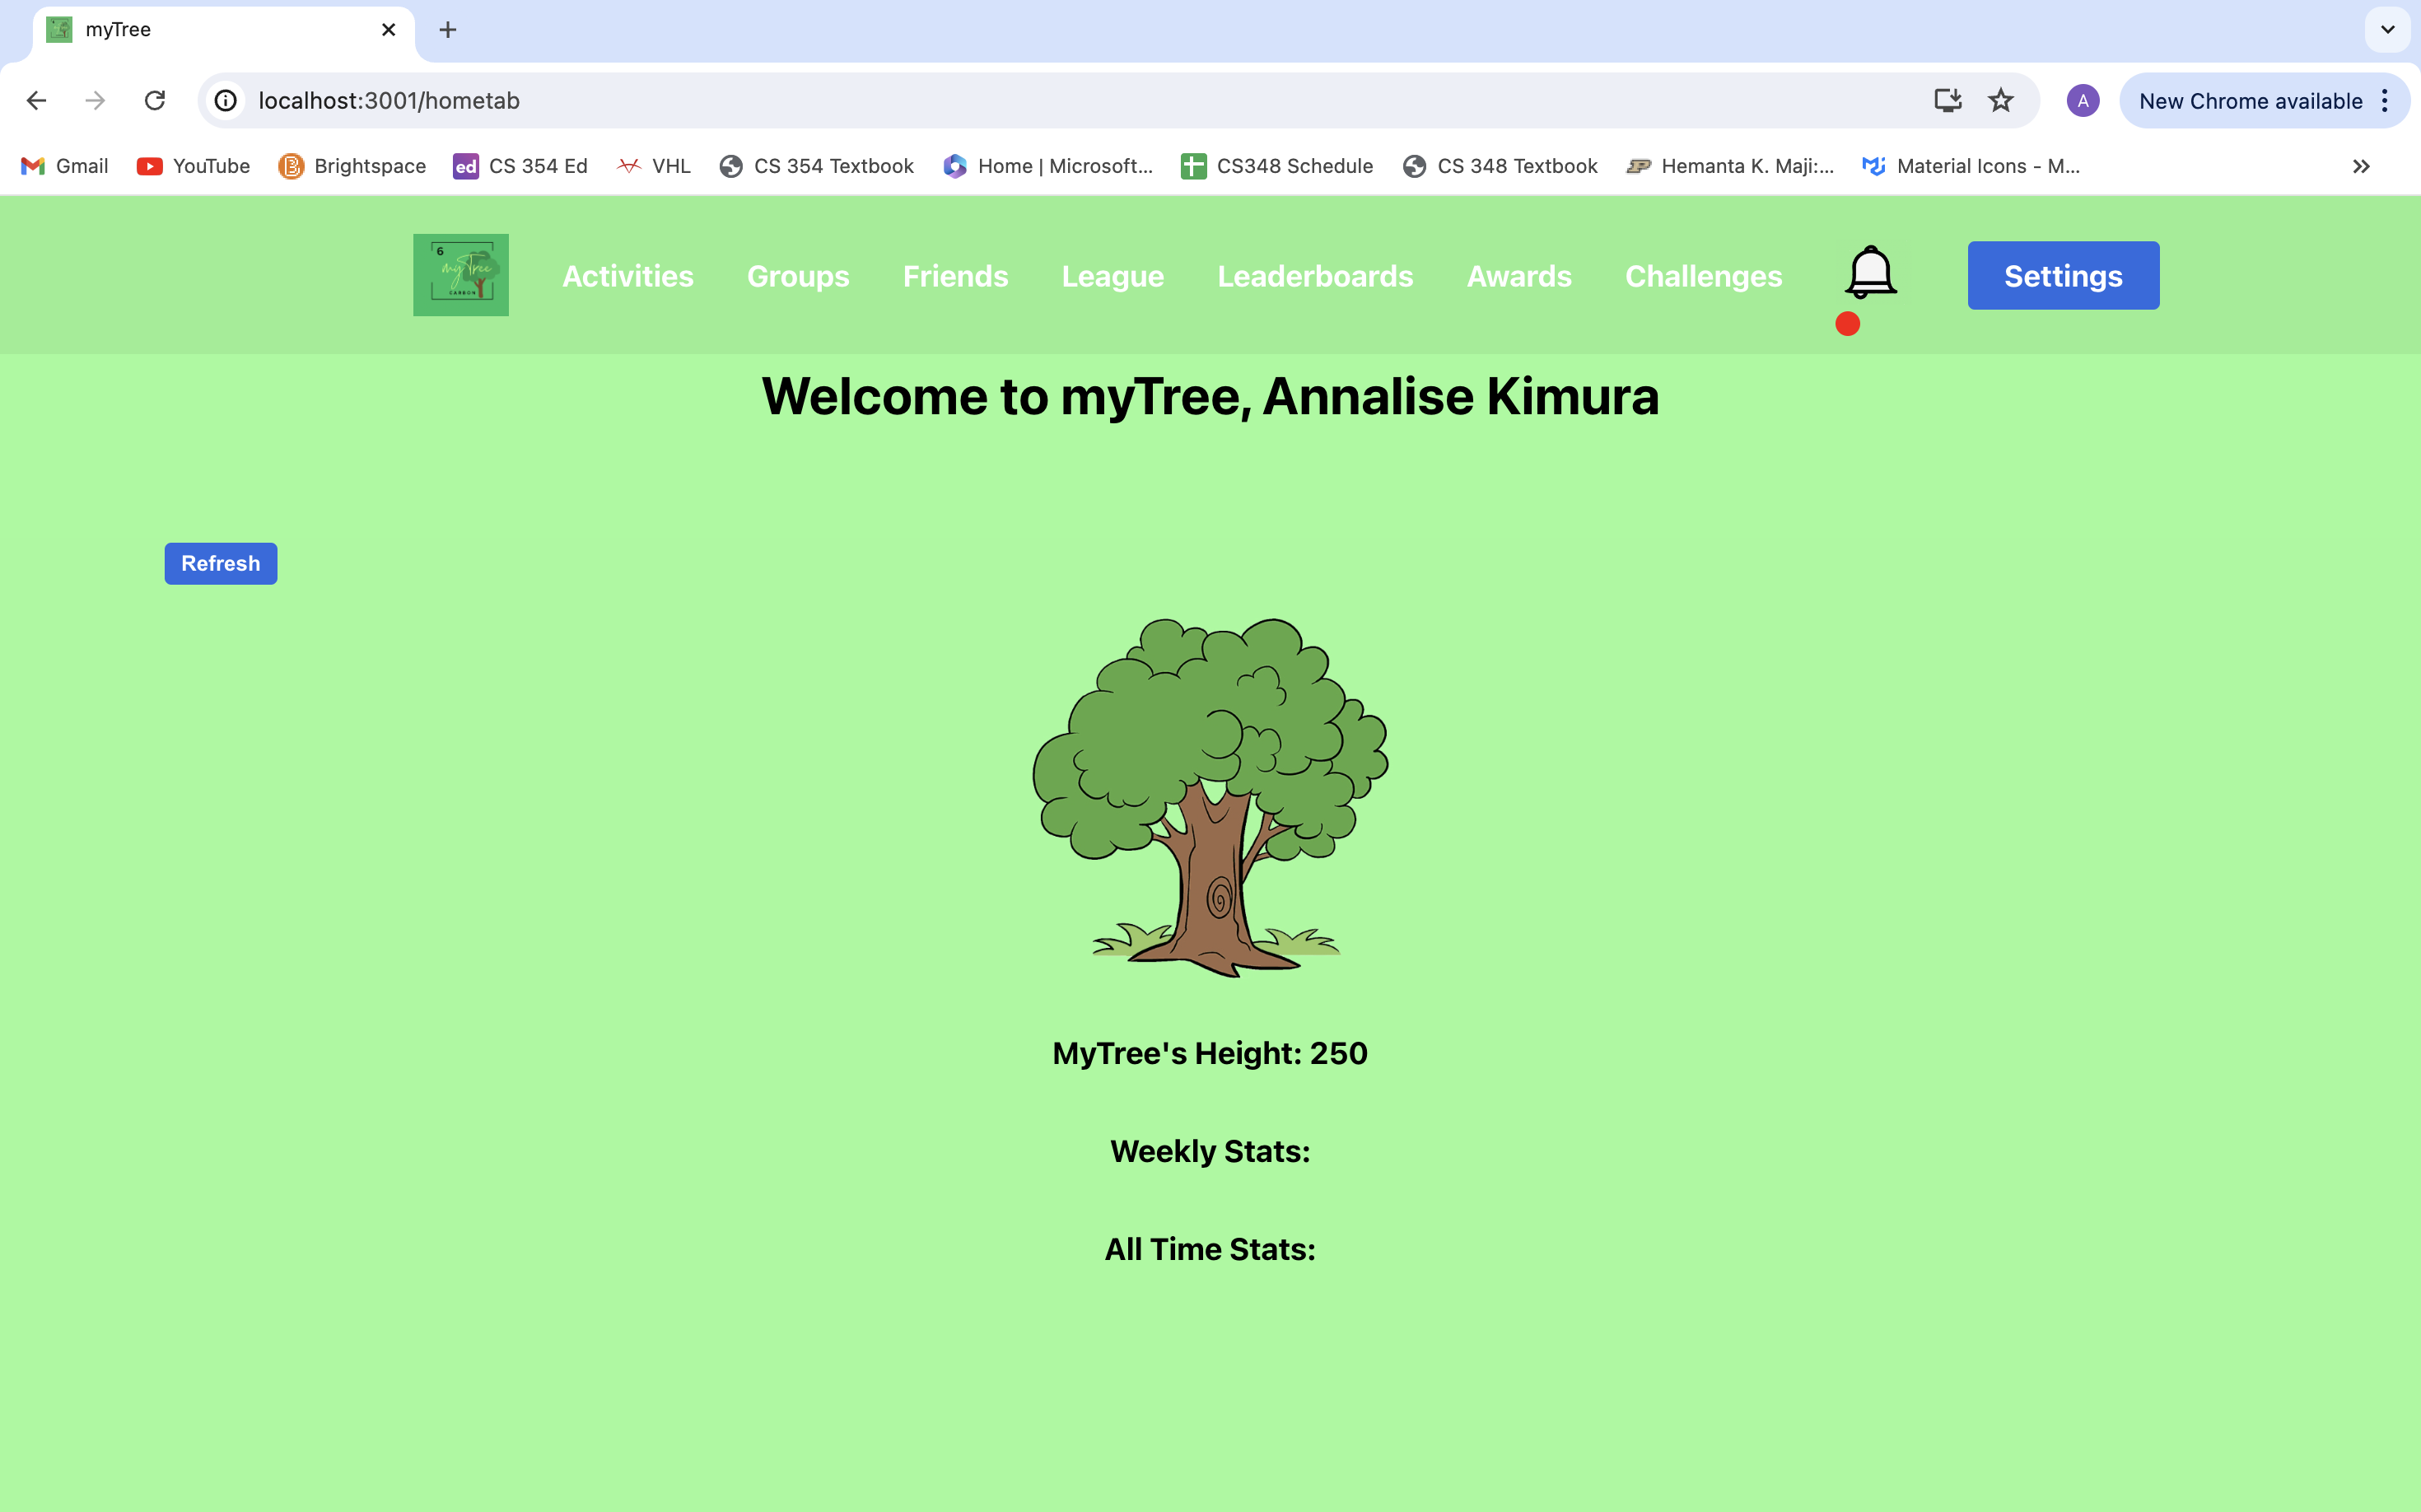 myTree
localhost:3001/hometab
A
New Chrome available
Gmail
YouTube
Brightspace
ed
CS 354 Ed
VHL
CS 354 Textbook
Home | Microsoft...
CS348 Schedule
CS 348 Textbook
Hemanta K. Maji:...
Material Icons - M...
6
myTree
CARBON
Activities
Groups
Friends
League
Leaderboards
Awards
Challenges
Settings
Welcome to myTree, Annalise Kimura
Refresh
MyTree's Height: 250
Weekly Stats:
All Time Stats: